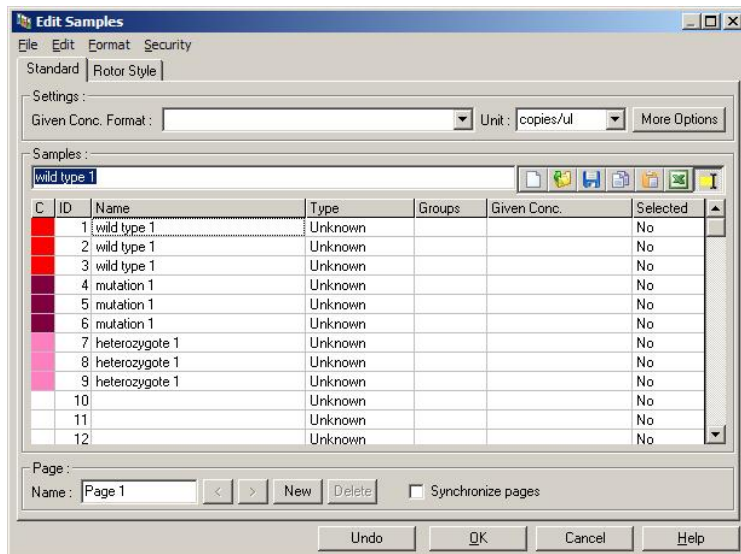 Edit Samples
File Edit Format Security
Standard Rotor Style
Settings :
Given Conc. Format : Unit : copies/ul More Options
Samples :
wild type 1
C ID Name Type Groups Given Conc. Selected
1 wild type 1 Unknown No
2 wild type 1 Unknown No
3 wild type 1 Unknown No
4 mutation 1 Unknown No
5 mutation 1 Unknown No
6 mutation 1 Unknown No
7 heterozygote 1 Unknown No
8 heterozygote 1 Unknown No
9 heterozygote 1 Unknown No
10 Unknown No
11 Unknown No
12 Unknown No
Page :
Name : Page 1 < > New Delete Synchronize pages
Undo OK Cancel Help